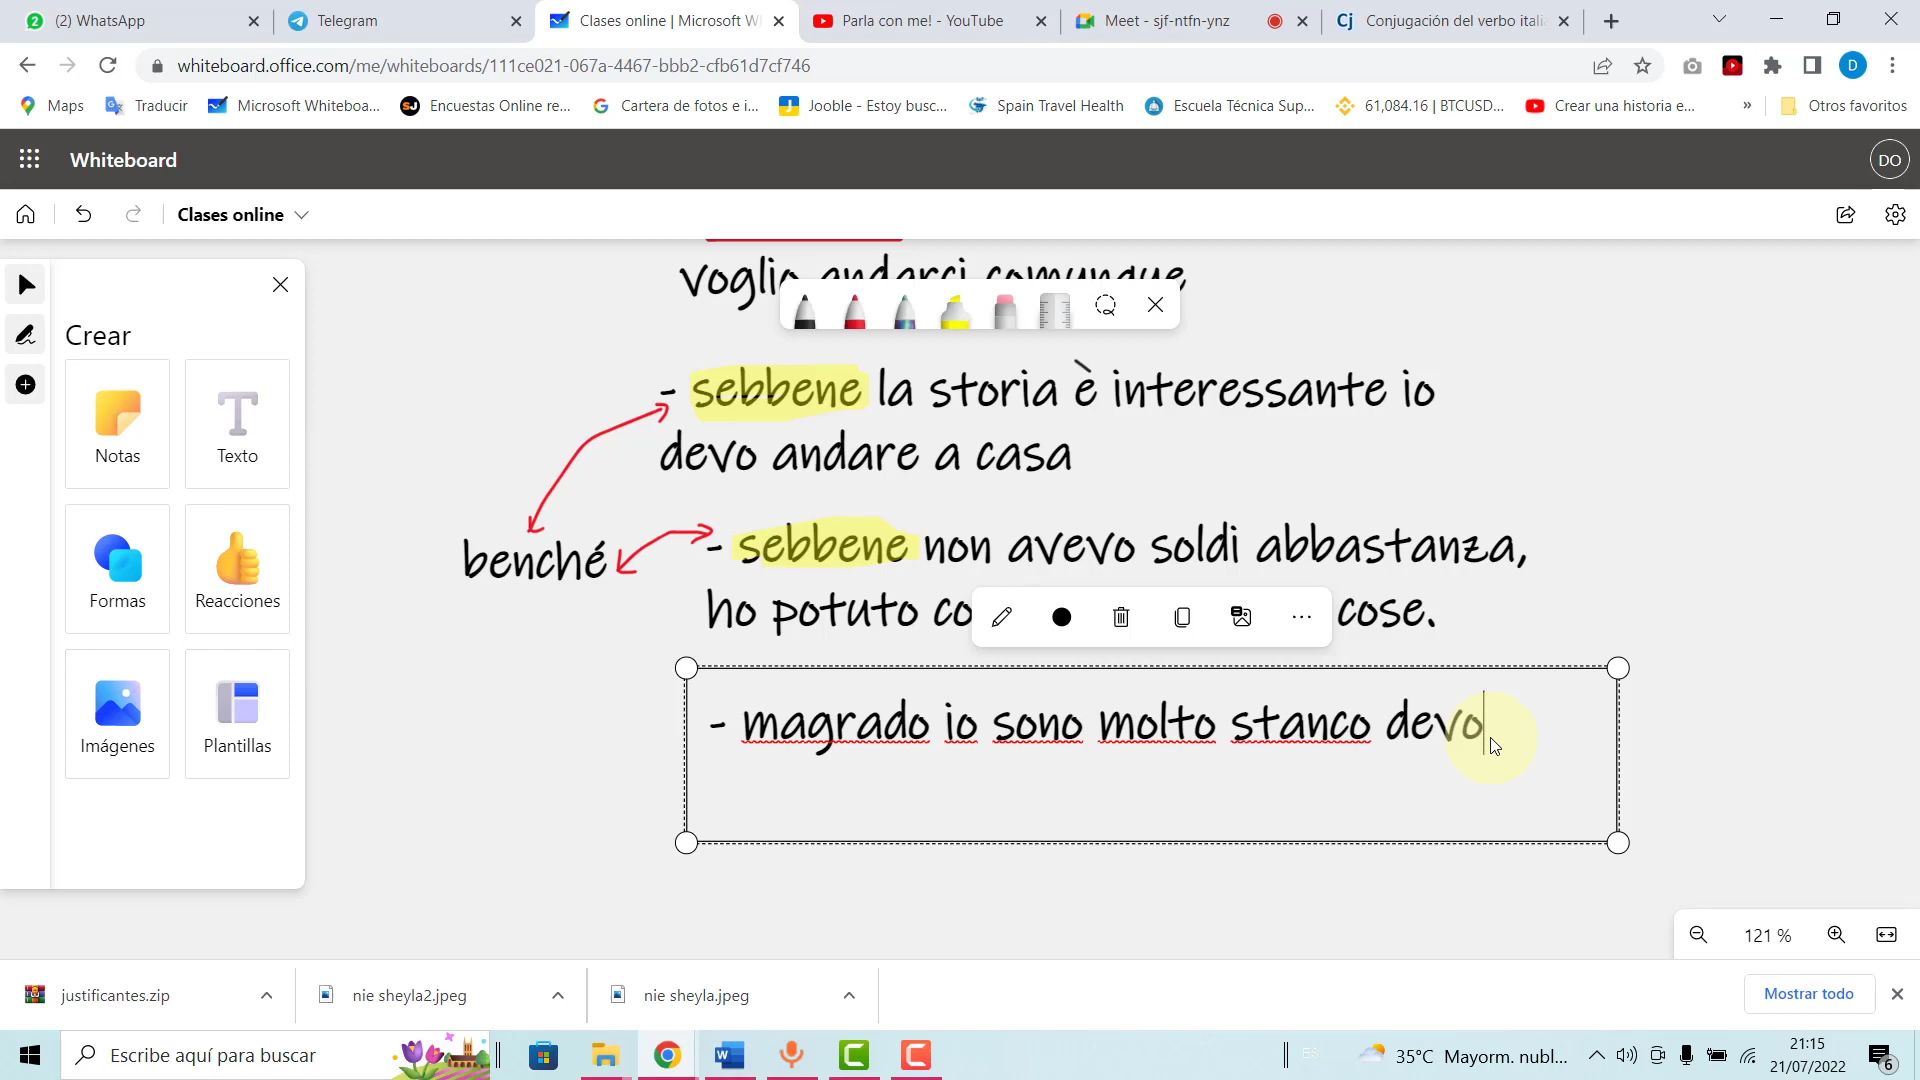 (2) WhatsApp
Telegram
Clases online | Microsoft W
Parla con me! - YouTube
Meet - sjf-ntfn-ynz
Cj Conjugación del verbo itali
whiteboard.office.com/me/whiteboards/111ce021-067a-4467-bbb2-cfb61d7cf746
D
Maps
Traducir
Microsoft Whiteboa...
Encuestas Online re...
Cartera de fotos e i...
Jooble - Estoy busc...
Spain Travel Health
Escuela Técnica Sup...
61,084.16 | BTCUSD...
Crear una historia e...
»
Otros favoritos
Whiteboard
DO
Clases online
voglio andarci comunque
Crear
Notas
Texto
Formas
Reacciones
Imágenes
Plantillas
- sebbene la storia è interessante io
devo andare a casa
benché
- sebbene non avevo soldi abbastanza,
ho potuto co
cose.
- magrado io sono molto stanco devo
121 %
justificantes.zip
nie sheyla2.jpeg
nie sheyla.jpeg
Mostrar todo
Escribe aquí para buscar
35°C Mayorm. nubl...
21:15
21/07/2022
6